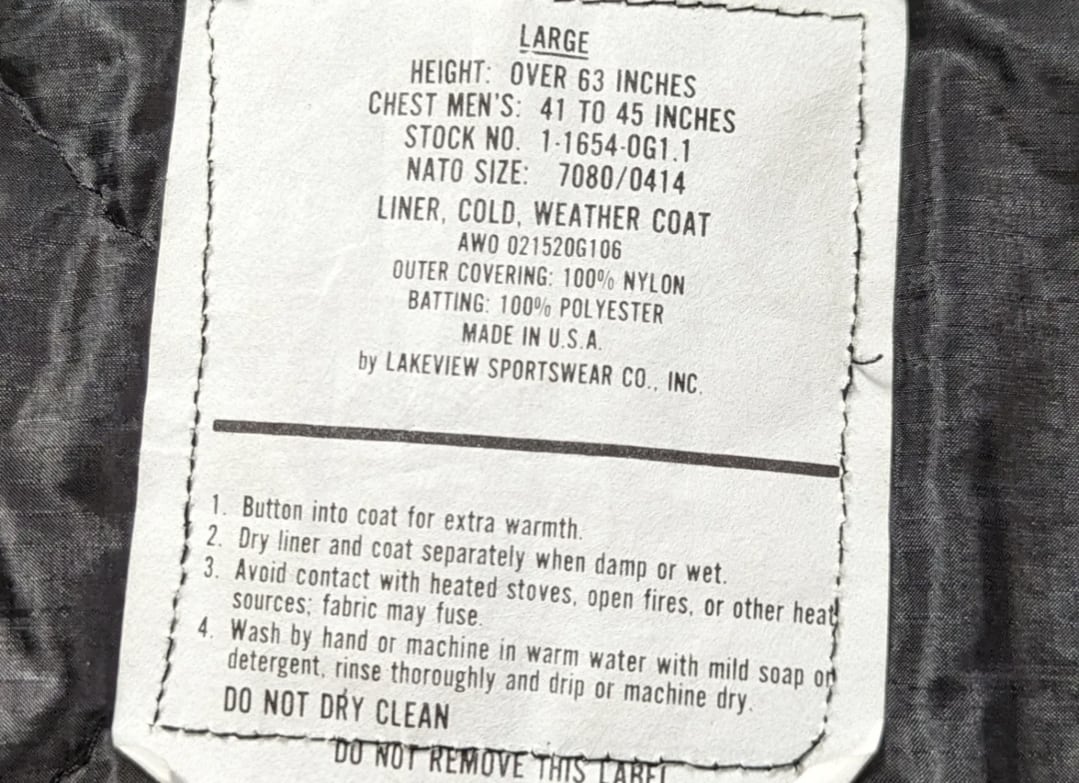 LARGE
HEIGHT: OVER 63 INCHES
CHEST MEN'S: 41 TO 45 INCHES
STOCK NO. 1-1654-0G1.1
NATO SIZE: 7080/0414
LINER, COLD, WEATHER COAT
AWO 021520G106
OUTER COVERING: 100% NYLON
BATTING: 100% POLYESTER
MADE IN U.S.A.
by LAKEVIEW SPORTSWEAR CO., INC.
1. Button into coat for extra warmth.
2. Dry liner and coat separately when damp or wet.
3. Avoid contact with heated stoves, open fires, or other heat
sources; fabric may fuse.
4. Wash by hand or machine in warm water with mild soap or
detergent, rinse thoroughly and drip or machine dry.
DO NOT DRY CLEAN
DO NOT REMOVE THIS LABEL